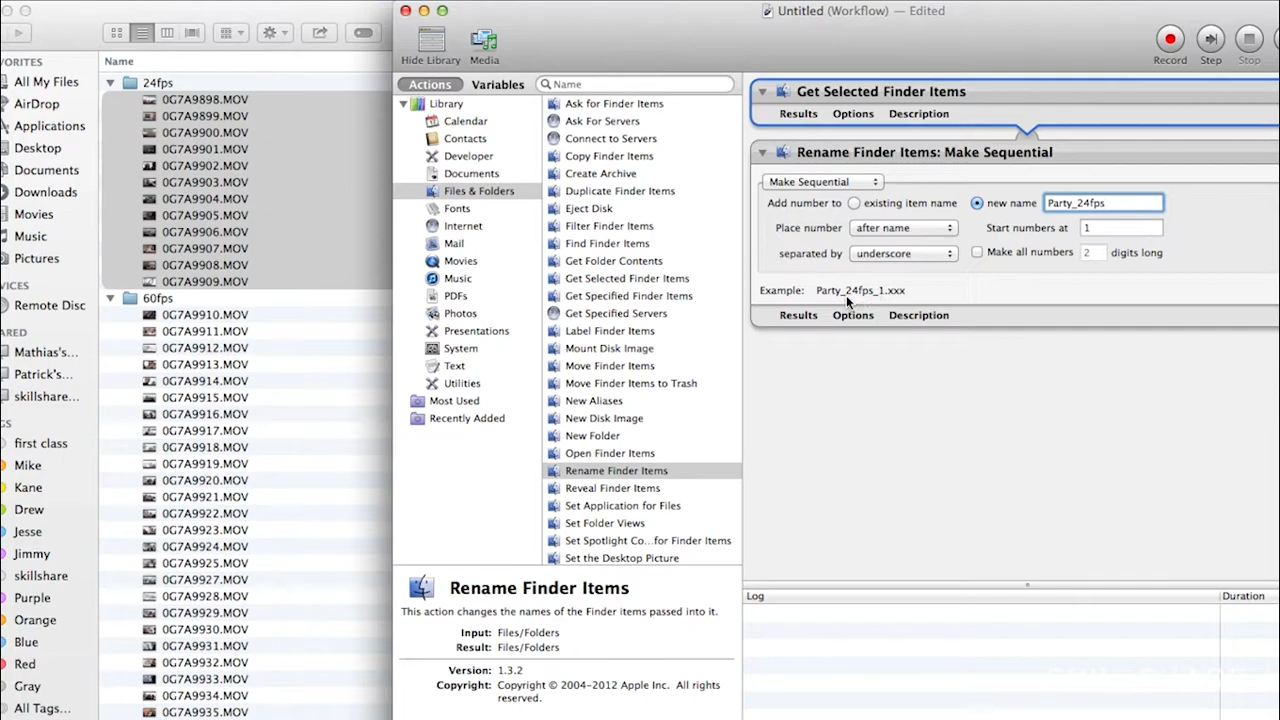 Untitled (Workflow) — Edited
Hide Library
Media
Record
Step
Stop
Name
FAVORITES
All My Files
AirDrop
Applications
Desktop
Documents
Downloads
Movies
Music
Pictures
DEVICES
Remote Disc
SHARED
Mathias's...
Patrick's...
skillshare...
TAGS
first class
Mike
Kane
Drew
Jesse
Jimmy
skillshare
Purple
Orange
Blue
Red
Gray
All Tags...
24fps
0G7A9898.MOV
0G7A9899.MOV
0G7A9900.MOV
0G7A9901.MOV
0G7A9902.MOV
0G7A9903.MOV
0G7A9904.MOV
0G7A9905.MOV
0G7A9906.MOV
0G7A9907.MOV
0G7A9908.MOV
0G7A9909.MOV
60fps
0G7A9910.MOV
0G7A9911.MOV
0G7A9912.MOV
0G7A9913.MOV
0G7A9914.MOV
0G7A9915.MOV
0G7A9916.MOV
0G7A9917.MOV
0G7A9918.MOV
0G7A9919.MOV
0G7A9920.MOV
0G7A9921.MOV
0G7A9922.MOV
0G7A9923.MOV
0G7A9924.MOV
0G7A9925.MOV
0G7A9927.MOV
0G7A9928.MOV
0G7A9929.MOV
0G7A9930.MOV
0G7A9931.MOV
0G7A9932.MOV
0G7A9933.MOV
0G7A9934.MOV
0G7A9935.MOV
Actions Variables Name
Library
Calendar
Contacts
Developer
Documents
Files & Folders
Fonts
Internet
Mail
Movies
Music
PDFs
Photos
Presentations
System
Text
Utilities
Most Used
Recently Added
Ask for Finder Items
Ask For Servers
Connect to Servers
Copy Finder Items
Create Archive
Duplicate Finder Items
Eject Disk
Filter Finder Items
Find Finder Items
Get Folder Contents
Get Selected Finder Items
Get Specified Finder Items
Get Specified Servers
Label Finder Items
Mount Disk Image
Move Finder Items
Move Finder Items to Trash
New Aliases
New Disk Image
New Folder
Open Finder Items
Rename Finder Items
Reveal Finder Items
Set Application for Files
Set Folder Views
Set Spotlight Co...for Finder Items
Set the Desktop Picture
Rename Finder Items
This action changes the names of the Finder items passed into it.
Input: Files/Folders
Result: Files/Folders
Version: 1.3.2
Copyright: Copyright © 2004–2012 Apple Inc. All rights
reserved.
Get Selected Finder Items
Results Options Description
Rename Finder Items: Make Sequential
Make Sequential
Add number to existing item name new name Party_24fps
Place number after name Start numbers at 1
separated by underscore Make all numbers 2 digits long
Example: Party_24fps_1.xxx
Results Options Description
Log Duration